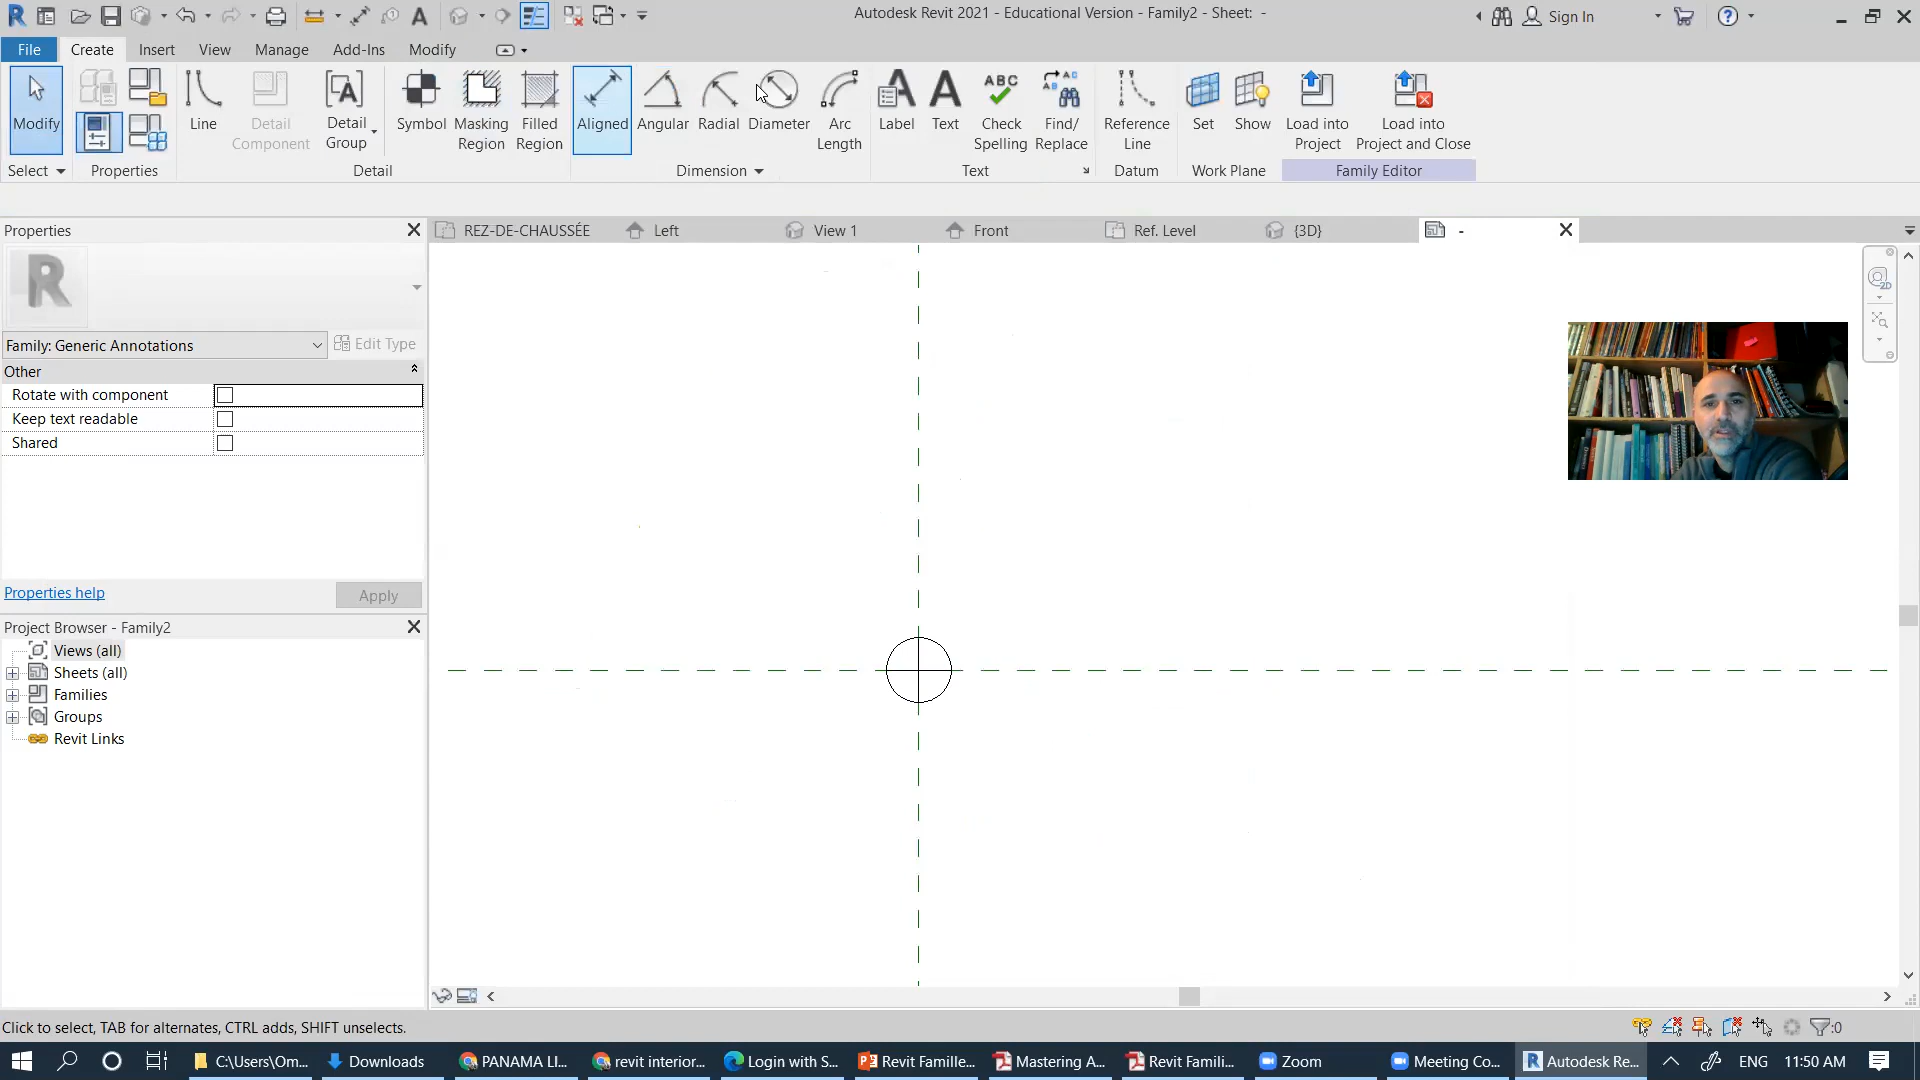 Autodesk Revit 2021 - Educational Version - Family2 - Sheet: -
Sign In
File Create Insert View Manage Add-Ins Modify
Modify Line Detail Component Detail Group Symbol Masking Region Filled Region Aligned Angular Radial Diameter Arc Length Label Text Check Spelling Find/ Replace Reference Line Set Show Load into Project Load into Project and Close
Select Properties Detail Dimension Text Datum Work Plane Family Editor
Properties
REZ-DE-CHAUSSÉE Left View 1 Front Ref. Level {3D} -
Family: Generic Annotations Edit Type
Other
Rotate with component
Keep text readable
Shared
Properties help Apply
Project Browser - Family2
Views (all)
Sheets (all)
Families
Groups
Revit Links
Click to select, TAB for alternates, CTRL adds, SHIFT unselects.
:0
C:\Users\Om... Downloads PANAMA LI... revit interior... Login with S... Revit Famille... Mastering A... Revit Famili... Zoom Meeting Co... Autodesk Re... ENG 11:50 AM